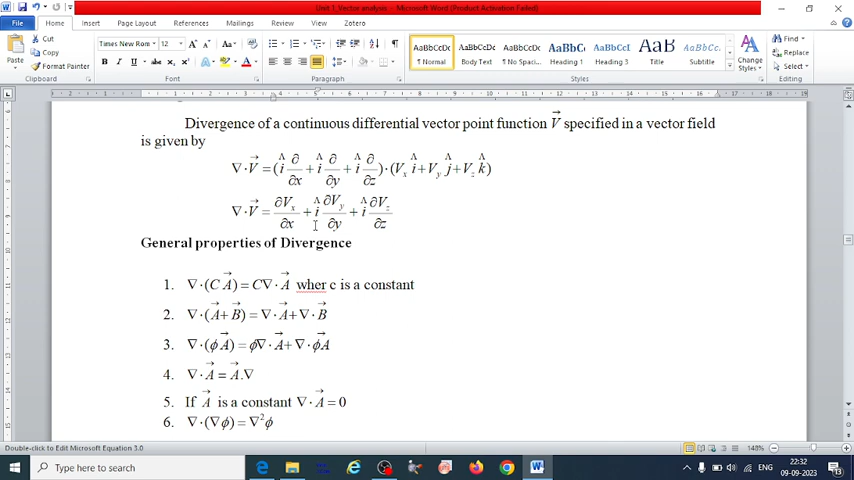 Unit 1_Vector analysis - Microsoft Word (Product Activation Failed)
File Home Insert Page Layout References Mailings Review View Zotero
Cut
Copy
Format Painter
Paste
Clipboard
Times New Rom 12
Font
Paragraph
AaBbCcDc AaBbCcDc AaBbCcDc AaBbC AaBbCcI AaB AaBbCc.
¶ Normal Body Text ¶ No Spaci... Heading 1 Heading 3 Title Subtitle
Change Styles
Styles
Find
Replace
Select
Editing
Divergence of a continuous differential vector point function V⃗ specified in a vector field
is given by
∇·V⃗ = (î ∂/∂x + î ∂/∂y + î ∂/∂z)·(Vₓ î + V_y ĵ + V_z k̂)
∇·V⃗ = ∂Vₓ/∂x + î ∂V_y/∂y + î ∂V_z/∂z
General properties of Divergence
1. ∇·(C A⃗) = C∇·A⃗ wher c is a constant
2. ∇·(A⃗ + B⃗) = ∇·A⃗ + ∇·B⃗
3. ∇·(ϕA⃗) = ϕ∇·A⃗ + ∇·ϕA⃗
4. ∇·A⃗ = A⃗.∇
5. If A⃗ is a constant ∇·A⃗ = 0
6. ∇·(∇ϕ) = ∇²ϕ
Double-click to Edit Microsoft Equation 3.0
148%
Type here to search
ENG
22:32
09-09-2023